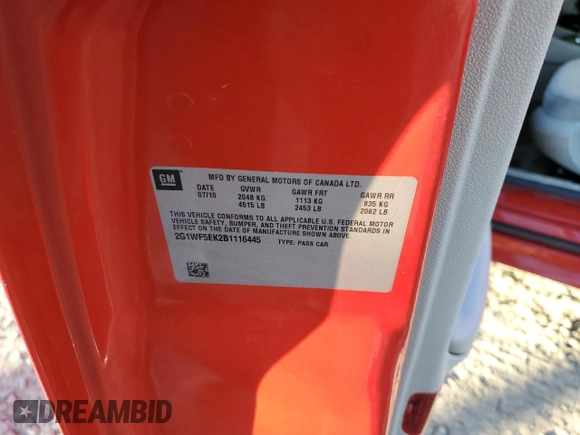 GM
MFD BY GENERAL MOTORS OF CANADA LTD.
DATE GVWR GAWR FRT GAWR RR
07/10 2048 KG 1113 KG 935 KG
4515 LB 2453 LB 2062 LB
THIS VEHICLE CONFORMS TO ALL APPLICABLE U.S. FEDERAL MOTOR
VEHICLE SAFETY, BUMPER, AND THEFT PREVENTION STANDARDS IN
EFFECT ON THE DATE OF MANUFACTURE SHOWN ABOVE.
2G1WF5EK2B1116445 TYPE: PASS CAR
DREAMBID